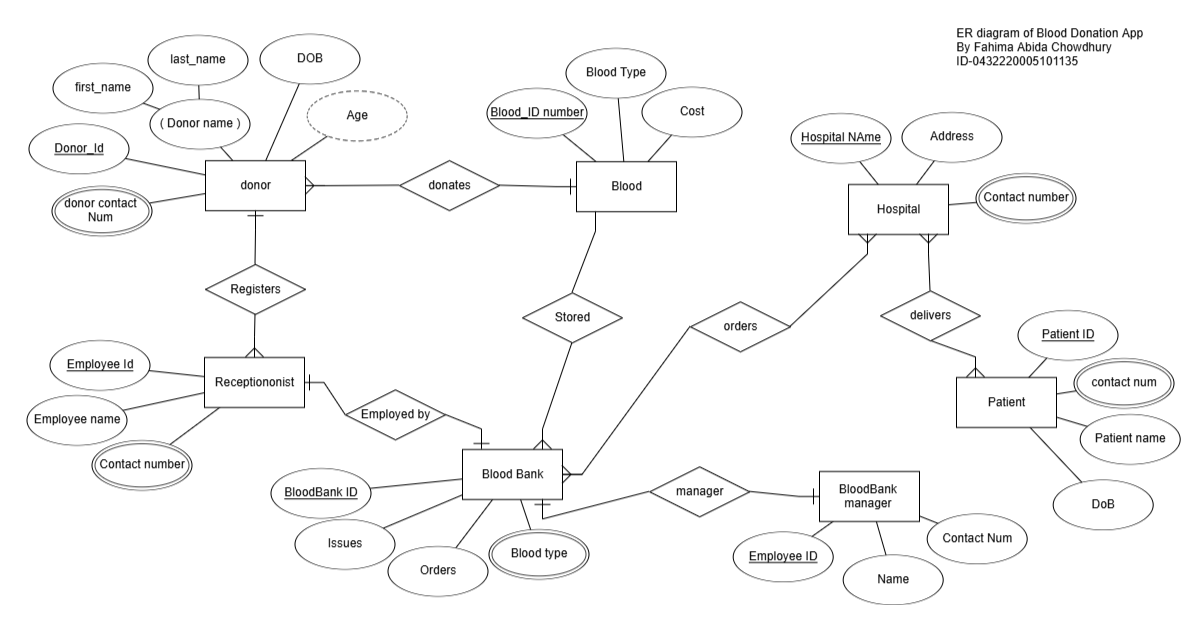 ER diagram of Blood Donation App
By Fahima Abida Chowdhury
ID-0432220005101135
last_name
DOB
first_name
( Donor name )
Age
Donor_Id
donor contact
Num
donor
donates
Blood Type
Blood_ID number
Cost
Blood
Hospital NAme
Address
Contact number
Hospital
Registers
Stored
orders
delivers
Patient ID
contact num
Patient
Patient name
DoB
Employee Id
Receptiononist
Employee name
Contact number
Employed by
Blood Bank
BloodBank ID
Issues
Orders
Blood type
manager
BloodBank
manager
Employee ID
Name
Contact Num